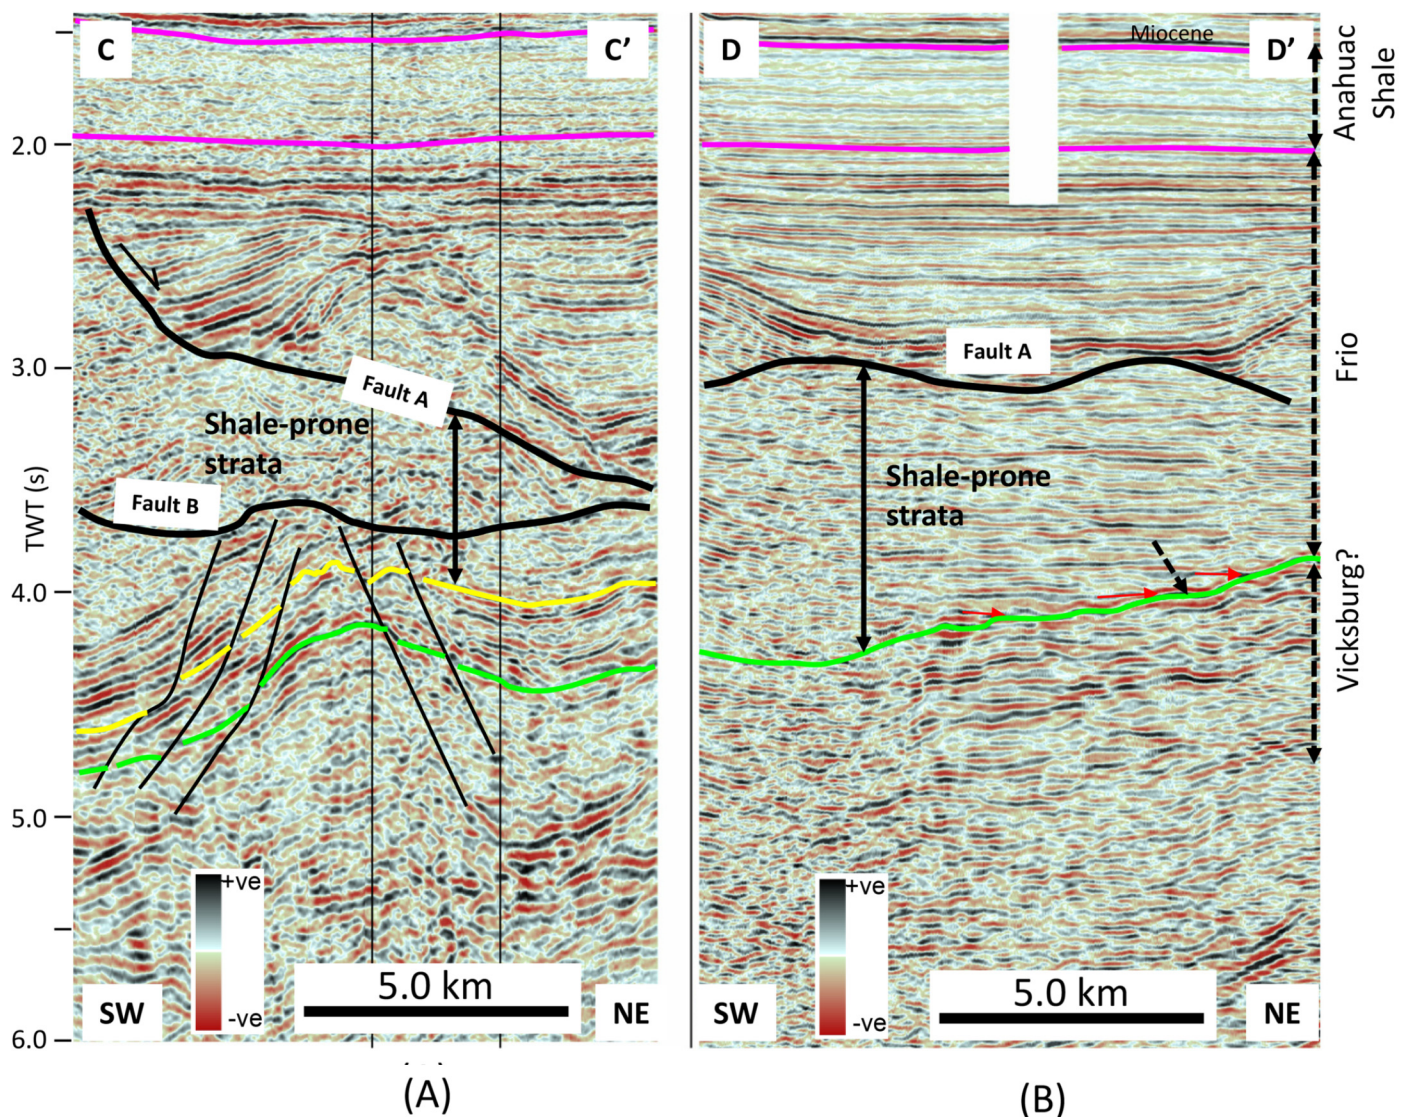 C
C’
D
D’
Miocene
Anahuac
Shale
2.0
3.0
Fault A
Fault A
Frio
Shale-prone
strata
Shale-prone
strata
Fault B
TWT (s)
4.0
Vicksburg?
5.0
+ve
-ve
5.0 km
+ve
-ve
5.0 km
SW
NE
SW
NE
6.0
(A)
(B)